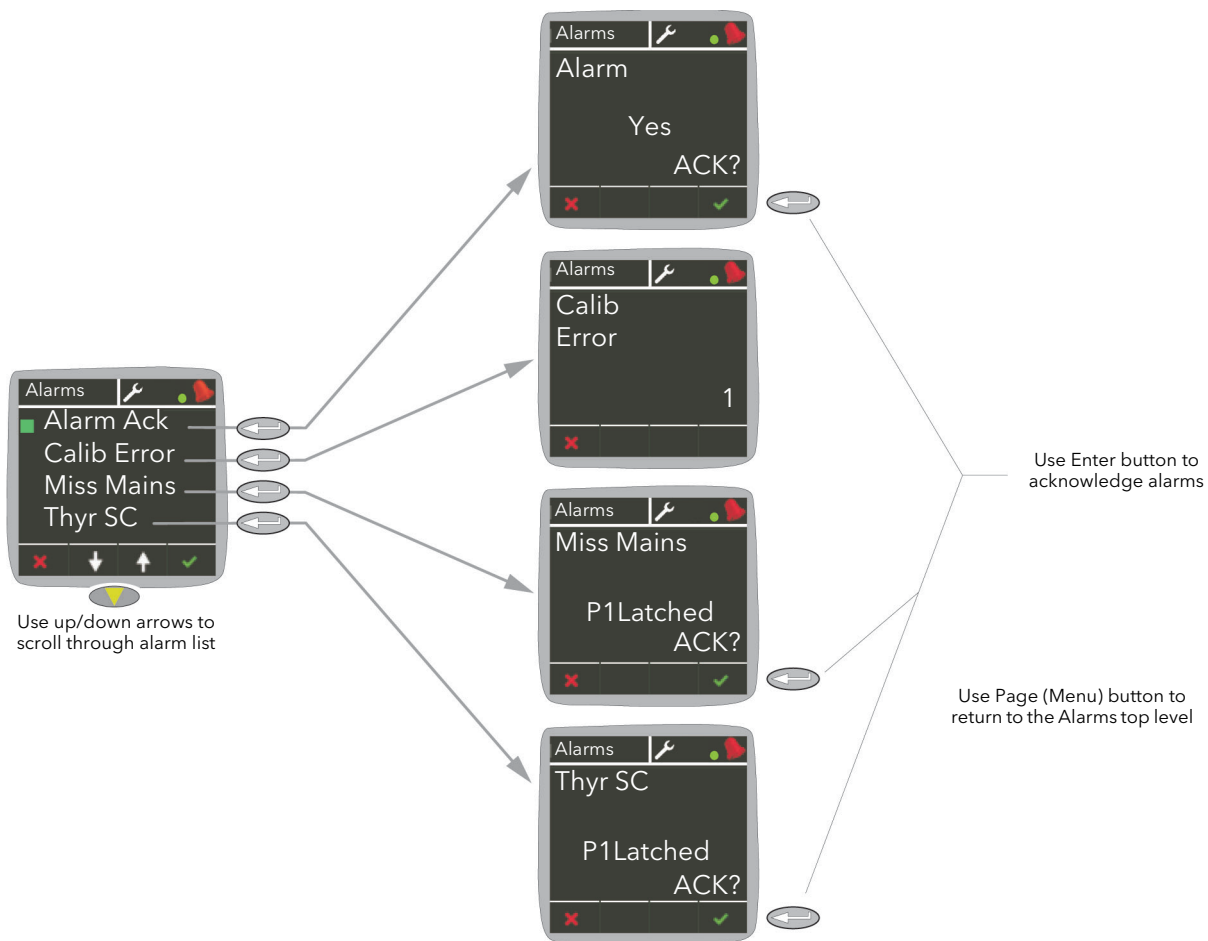 Alarms
Alarm
Yes
ACK?
Alarms
Calib
Error
1
Alarms
Alarm Ack
Calib Error
Miss Mains
Thyr SC
Use up/down arrows to
scroll through alarm list
Alarms
Miss Mains
P1Latched
ACK?
Alarms
Thyr SC
P1Latched
ACK?
Use Enter button to
acknowledge alarms
Use Page (Menu) button to
return to the Alarms top level